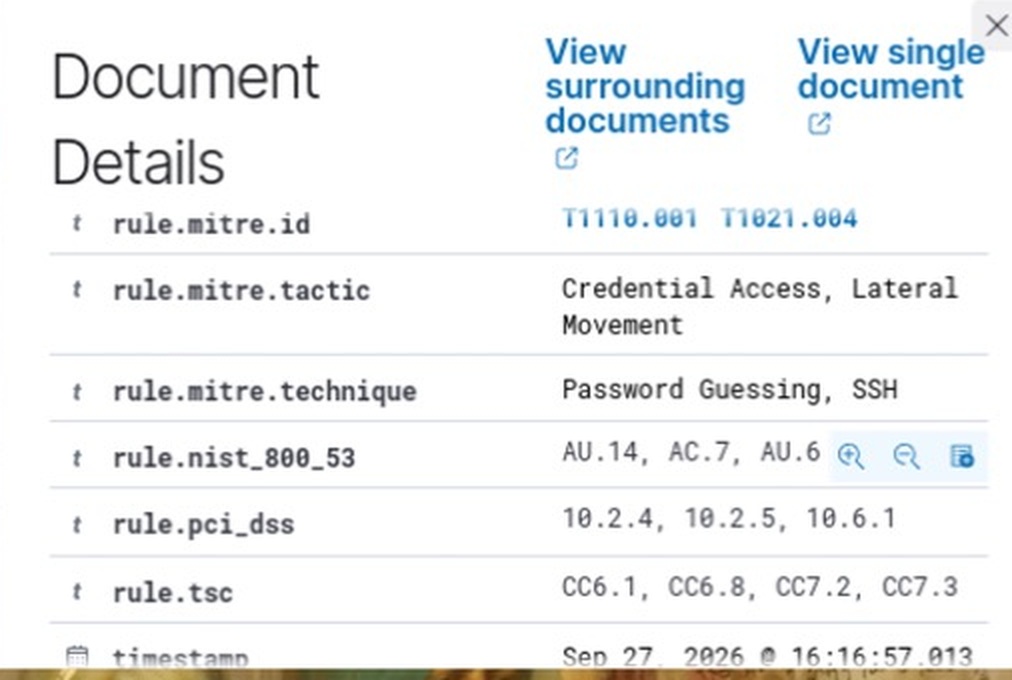 Document
Details
View
surrounding
documents
View single
document
t rule.mitre.id T1110.001 T1021.004
t rule.mitre.tactic Credential Access, Lateral
Movement
t rule.mitre.technique Password Guessing, SSH
t rule.nist_800_53 AU.14, AC.7, AU.6
t rule.pci_dss 10.2.4, 10.2.5, 10.6.1
t rule.tsc CC6.1, CC6.8, CC7.2, CC7.3
timestamp Sep 27, 2026 @ 16:16:57.013